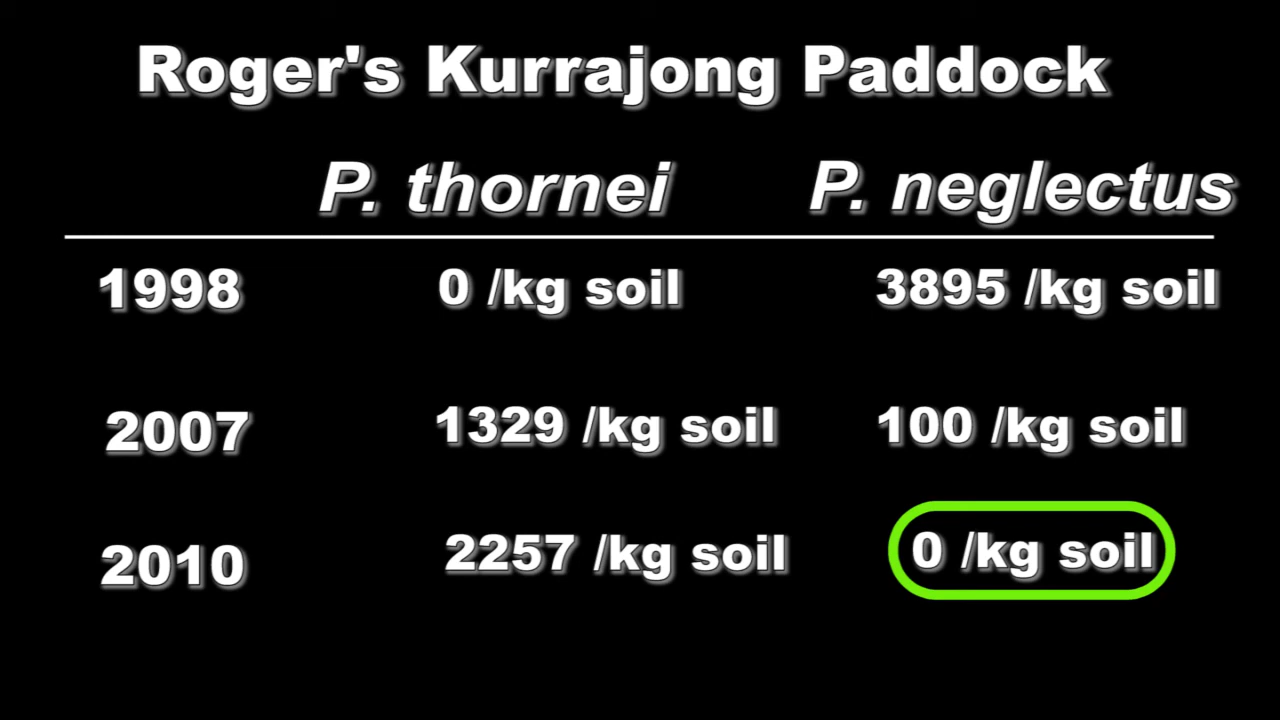 Roger's Kurrajong Paddock
P. thornei P. neglectus
1998 0 /kg soil 3895 /kg soil
2007 1329 /kg soil 100 /kg soil
2010 2257 /kg soil 0 /kg soil